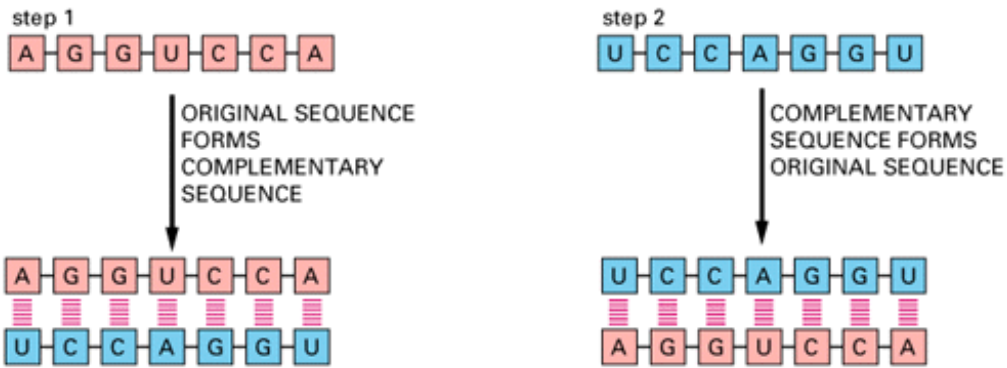 step 1
A G G U C C A
ORIGINAL SEQUENCE
FORMS
COMPLEMENTARY
SEQUENCE
A G G U C C A
U C C A G G U
step 2
U C C A G G U
COMPLEMENTARY
SEQUENCE FORMS
ORIGINAL SEQUENCE
U C C A G G U
A G G U C C A